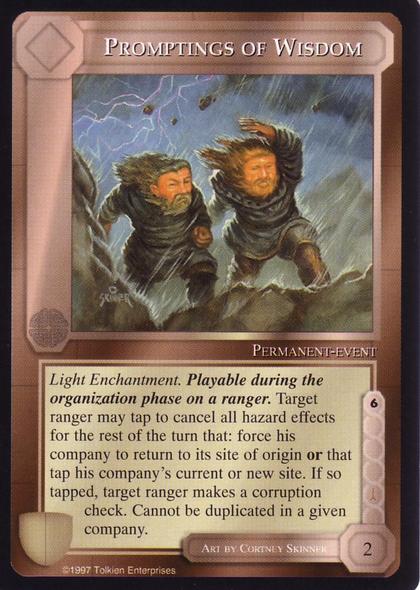 PROMPTINGS OF WISDOM
SKINNER
PERMANENT-EVENT
Light Enchantment. Playable during the
organization phase on a ranger. Target
ranger may tap to cancel all hazard effects
for the rest of the turn that: force his
company to return to its site of origin or that
tap his company's current or new site. If so
tapped, target ranger makes a corruption
check. Cannot be duplicated in a given
company.
6
ART BY CORTNEY SKINNER
2
©1997 Tolkien Enterprises